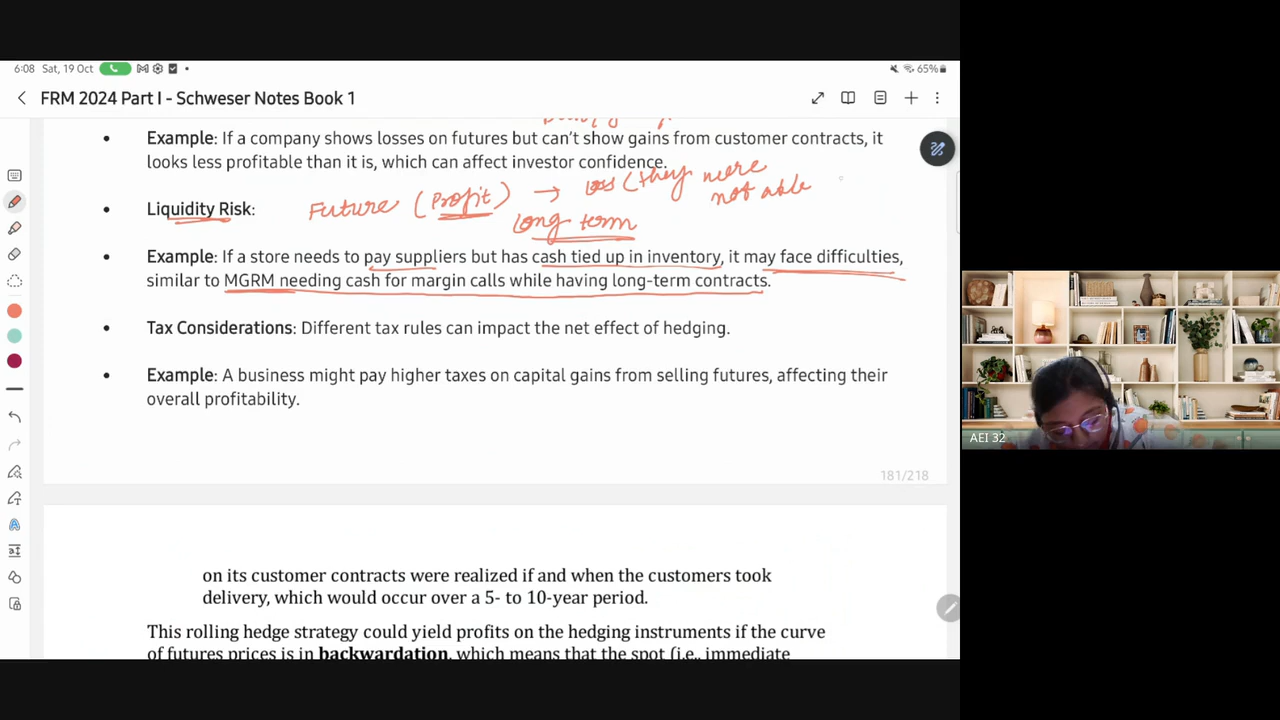 6:08 Sat, 19 Oct 65%
FRM 2024 Part I - Schweser Notes Book 1
• Example: If a company shows losses on futures but can't show gains from customer contracts, it
looks less profitable than it is, which can affect investor confidence.
Future (Profit) → loss (they were
not able
• Liquidity Risk:
long term
• Example: If a store needs to pay suppliers but has cash tied up in inventory, it may face difficulties,
similar to MGRM needing cash for margin calls while having long-term contracts.
• Tax Considerations: Different tax rules can impact the net effect of hedging.
• Example: A business might pay higher taxes on capital gains from selling futures, affecting their
overall profitability.
AEI 32
181/218
on its customer contracts were realized if and when the customers took
delivery, which would occur over a 5- to 10-year period.
This rolling hedge strategy could yield profits on the hedging instruments if the curve
of futures prices is in backwardation, which means that the spot (i.e., immediate